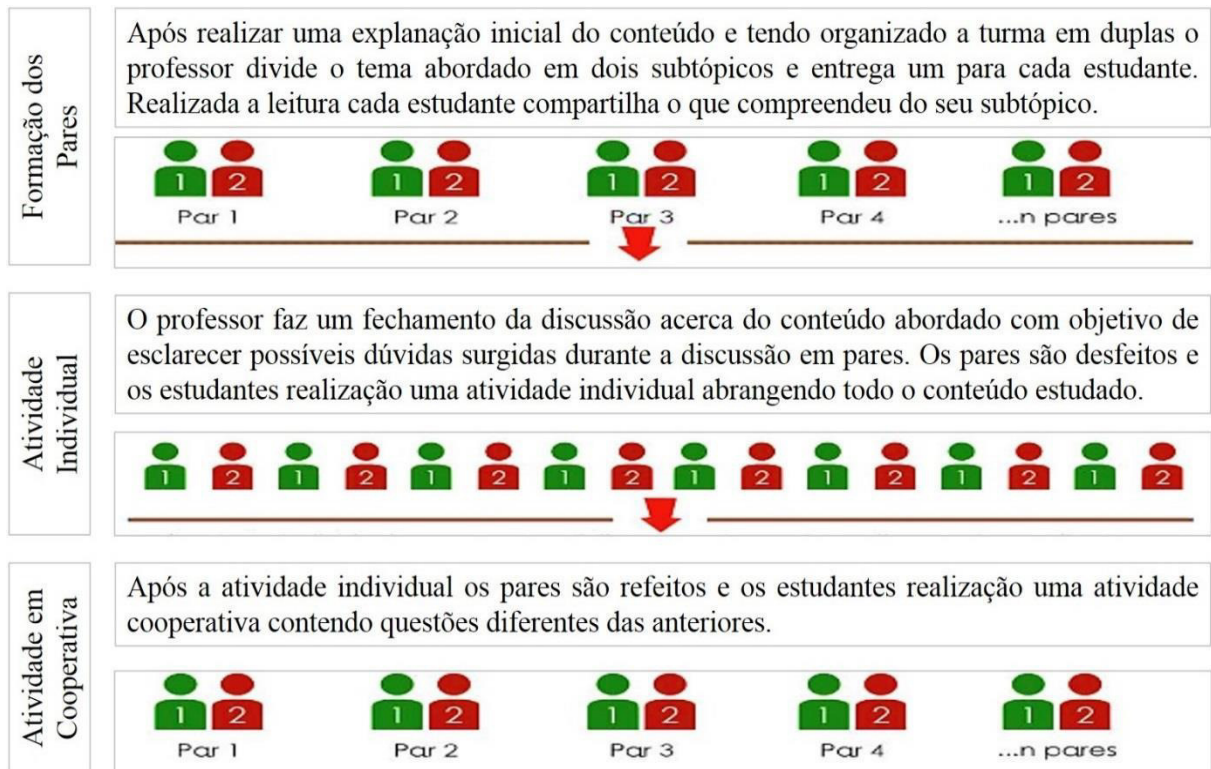 Formação dos
Pares
Após realizar uma explanação inicial do conteúdo e tendo organizado a turma em duplas o
professor divide o tema abordado em dois subtópicos e entrega um para cada estudante.
Realizada a leitura cada estudante compartilha o que compreendeu do seu subtópico.
1 2 1 2 1 2 1 2 1 2
Par 1 Par 2 Par 3 Par 4 ...n pares
Atividade
Individual
O professor faz um fechamento da discussão acerca do conteúdo abordado com objetivo de
esclarecer possíveis dúvidas surgidas durante a discussão em pares. Os pares são desfeitos e
os estudantes realização uma atividade individual abrangendo todo o conteúdo estudado.
1 2 1 2 1 2 1 2 1 2 1 2 1 2 1 2
Atividade em
Cooperativa
Após a atividade individual os pares são refeitos e os estudantes realização uma atividade
cooperativa contendo questões diferentes das anteriores.
1 2 1 2 1 2 1 2 1 2
Par 1 Par 2 Par 3 Par 4 ...n pares